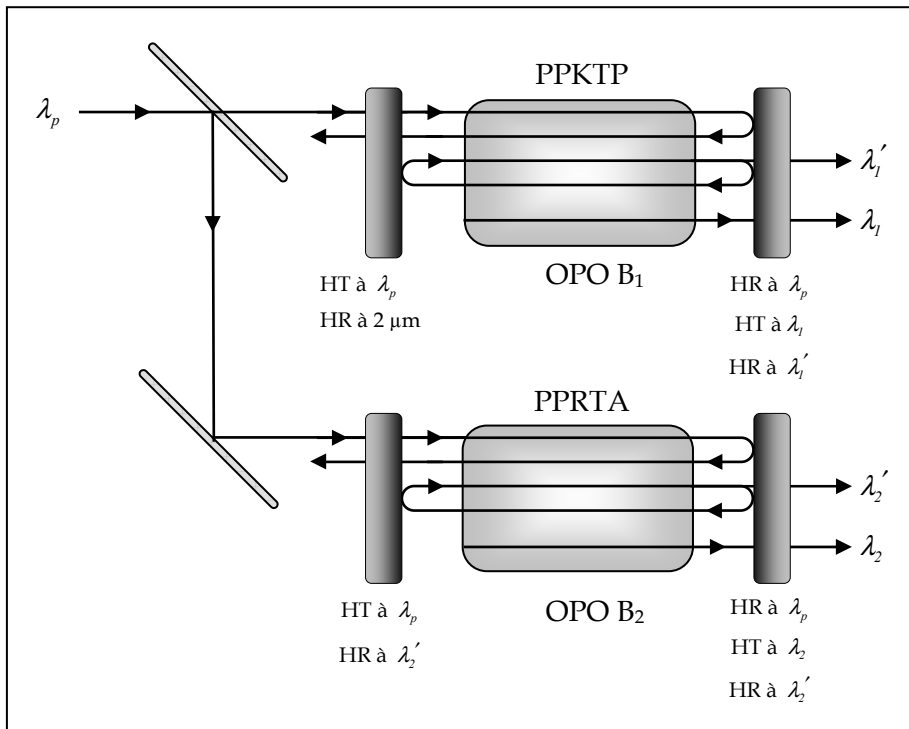 PPKTP
λp
λ1′
λ1
OPO B1
HT à λp
HR à 2 µm
HR à λp
HT à λ1
HR à λ1′
PPRTA
λ2′
λ2
OPO B2
HT à λp
HR à λ2′
HR à λp
HT à λ2
HR à λ2′